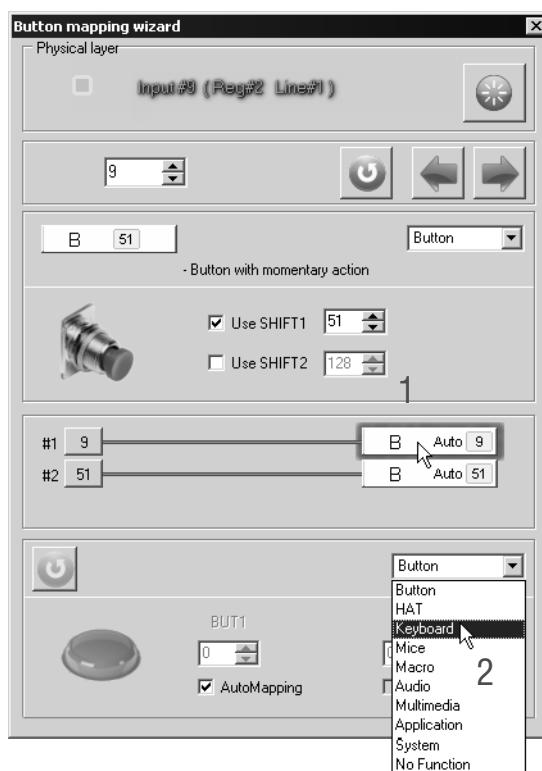 Button mapping wizard
Physical layer
Input#9 (Reg#2 Line#1)
9
B 51 Button
- Button with momentary action
Use SHIFT1 51
Use SHIFT2 128
1
#1 9 B Auto 9
#2 51 B Auto 51
Button
Button
HAT
BUT1
Keyboard
0
Mice
2
Macro
AutoMapping
Audio
Multimedia
Application
System
No Function